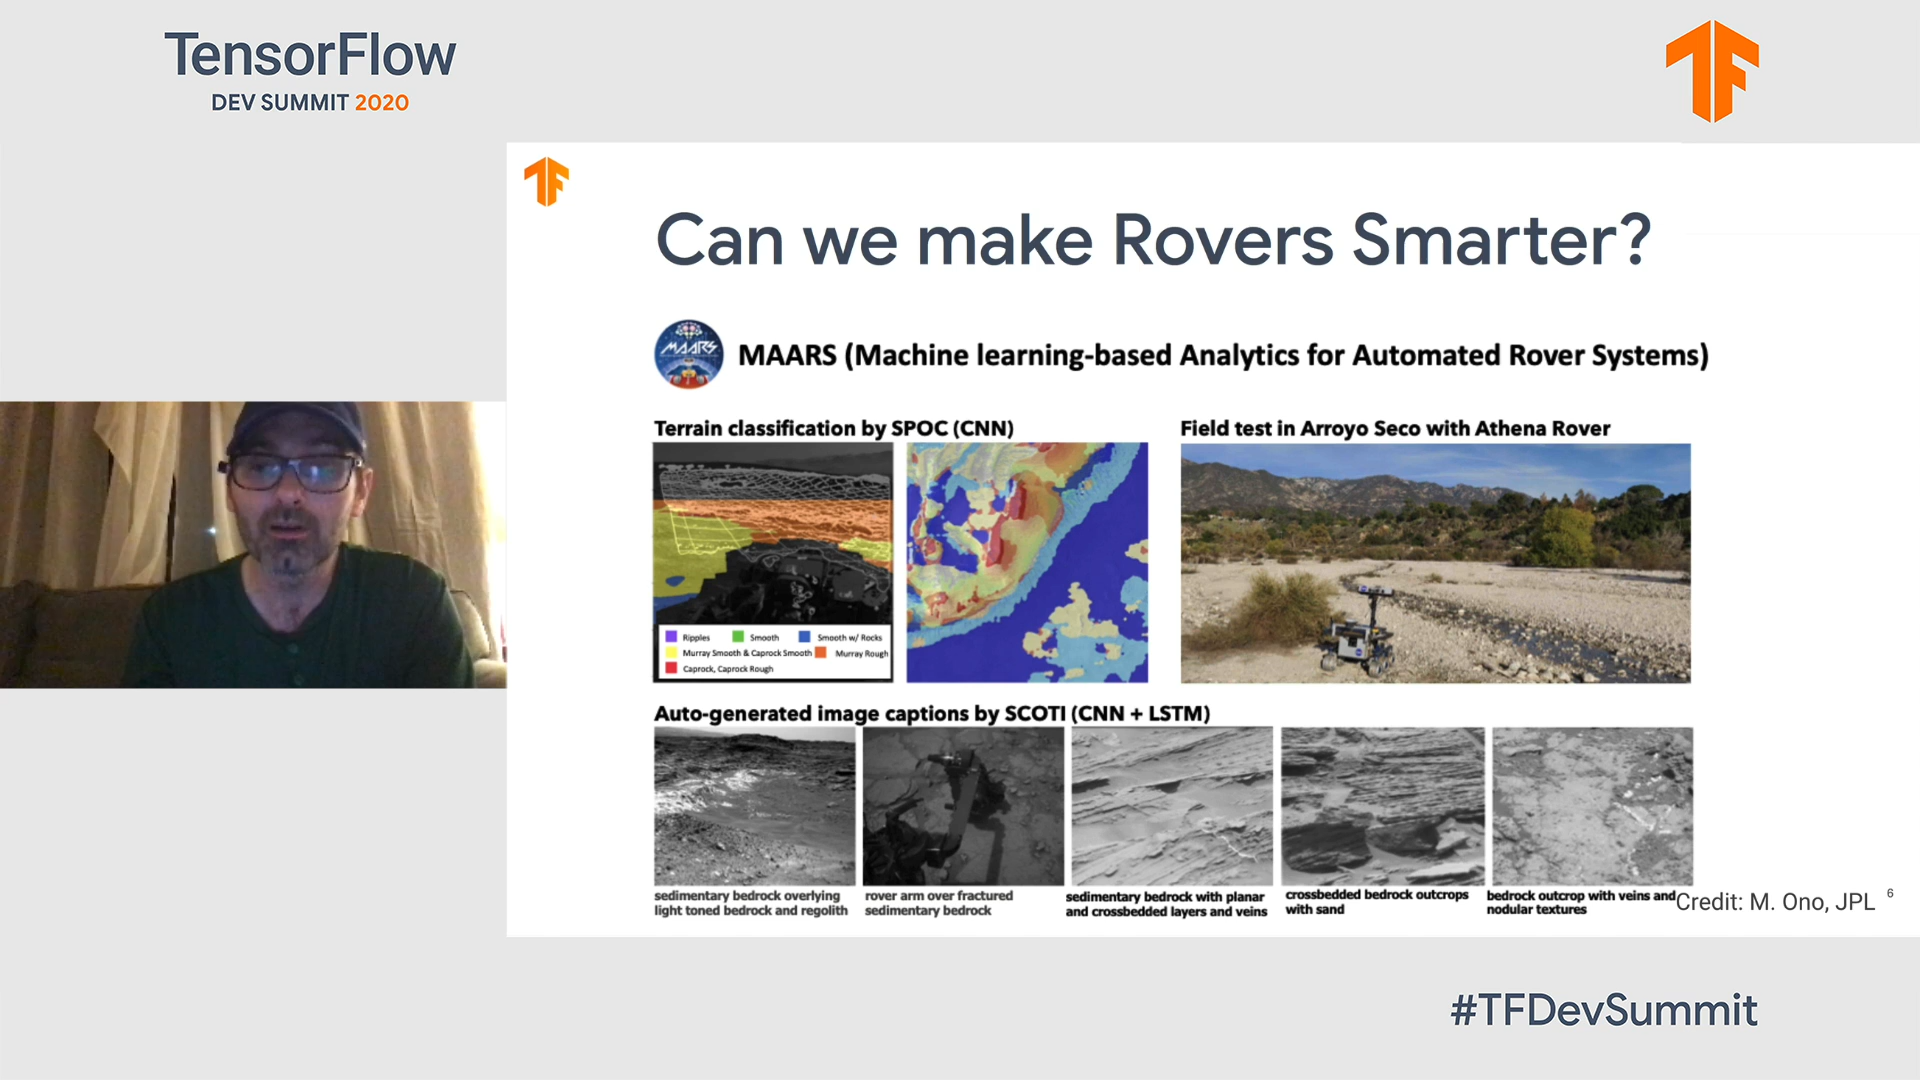 TensorFlow
DEV SUMMIT 2020
Can we make Rovers Smarter?
MAARS
MAARS (Machine learning-based Analytics for Automated Rover Systems)
Terrain classification by SPOC (CNN)
Field test in Arroyo Seco with Athena Rover
Ripples
Smooth
Smooth w/ Rocks
Murray Smooth & Caprock Smooth
Murray Rough
Caprock, Caprock Rough
Auto-generated image captions by SCOTI (CNN + LSTM)
sedimentary bedrock overlying
light toned bedrock and regolith
rover arm over fractured
sedimentary bedrock
sedimentary bedrock with planar
and crossbedded layers and veins
crossbedded bedrock outcrops
with sand
bedrock outcrop with veins and
nodular textures
Credit: M. Ono, JPL 6
#TFDevSummit